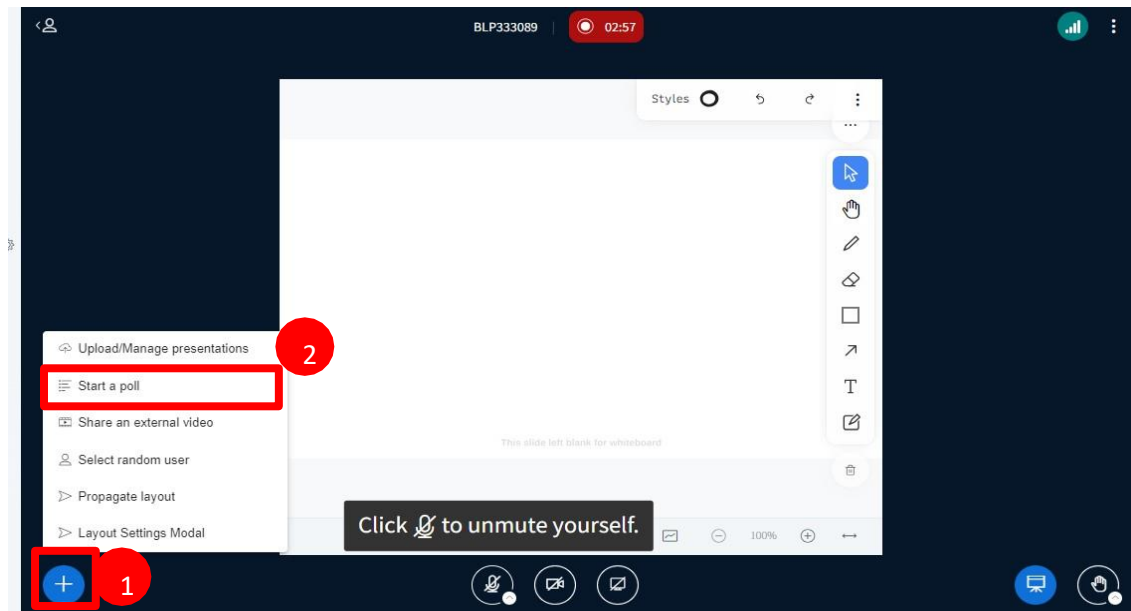 BLP333089
02:57
Styles
Upload/Manage presentations
2
Start a poll
Share an external video
Select random user
Propagate layout
Layout Settings Modal
T
This slide left blank for whiteboard
Click to unmute yourself.
100%
1